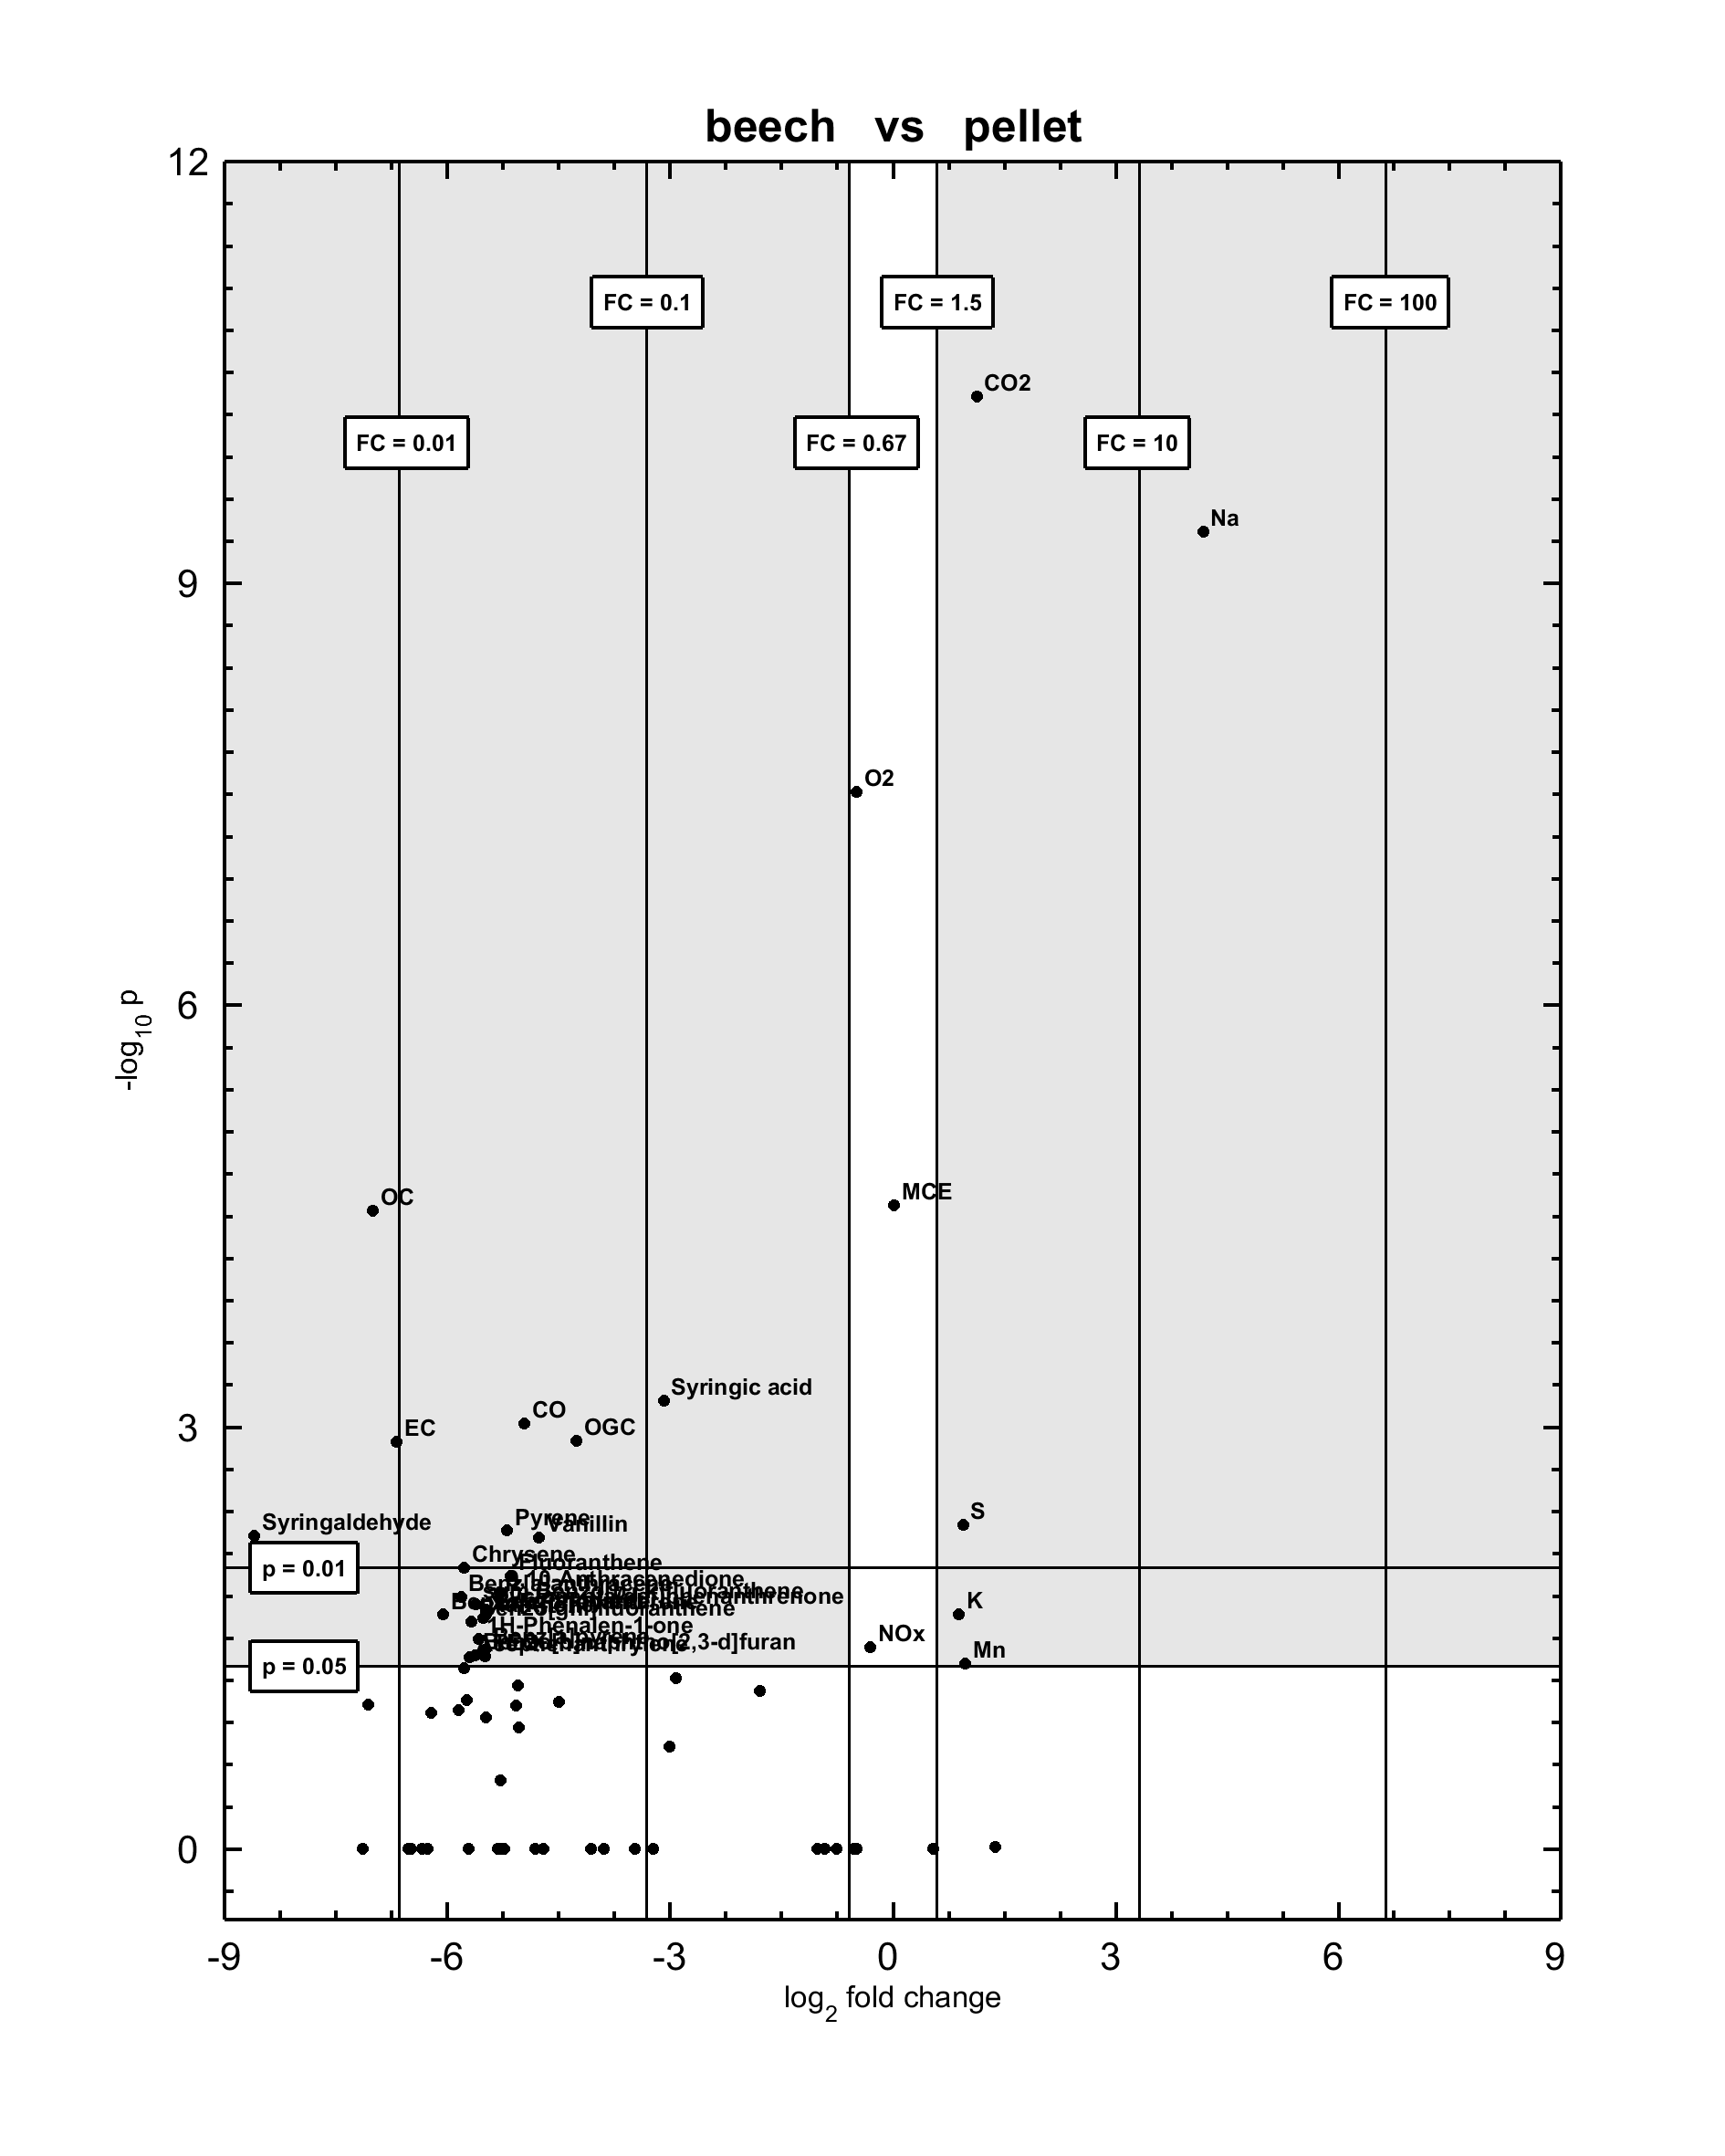 beech vs pellet
12
FC = 0.1
FC = 1.5
FC = 100
CO2
FC = 0.01
FC = 0.67
FC = 10
Na
9
O2
-log10 p
6
OC
MCE
Syringic acid
CO
OGC
3
EC
S
Pyrene
Vanillin
Syringaldehyde
Chrysene
p = 0.01
Fluoranthene
K
1H-Phenalen-1-one
NOx
Mn
p = 0.05
0
-9
-6
-3
0
3
6
9
log2 fold change